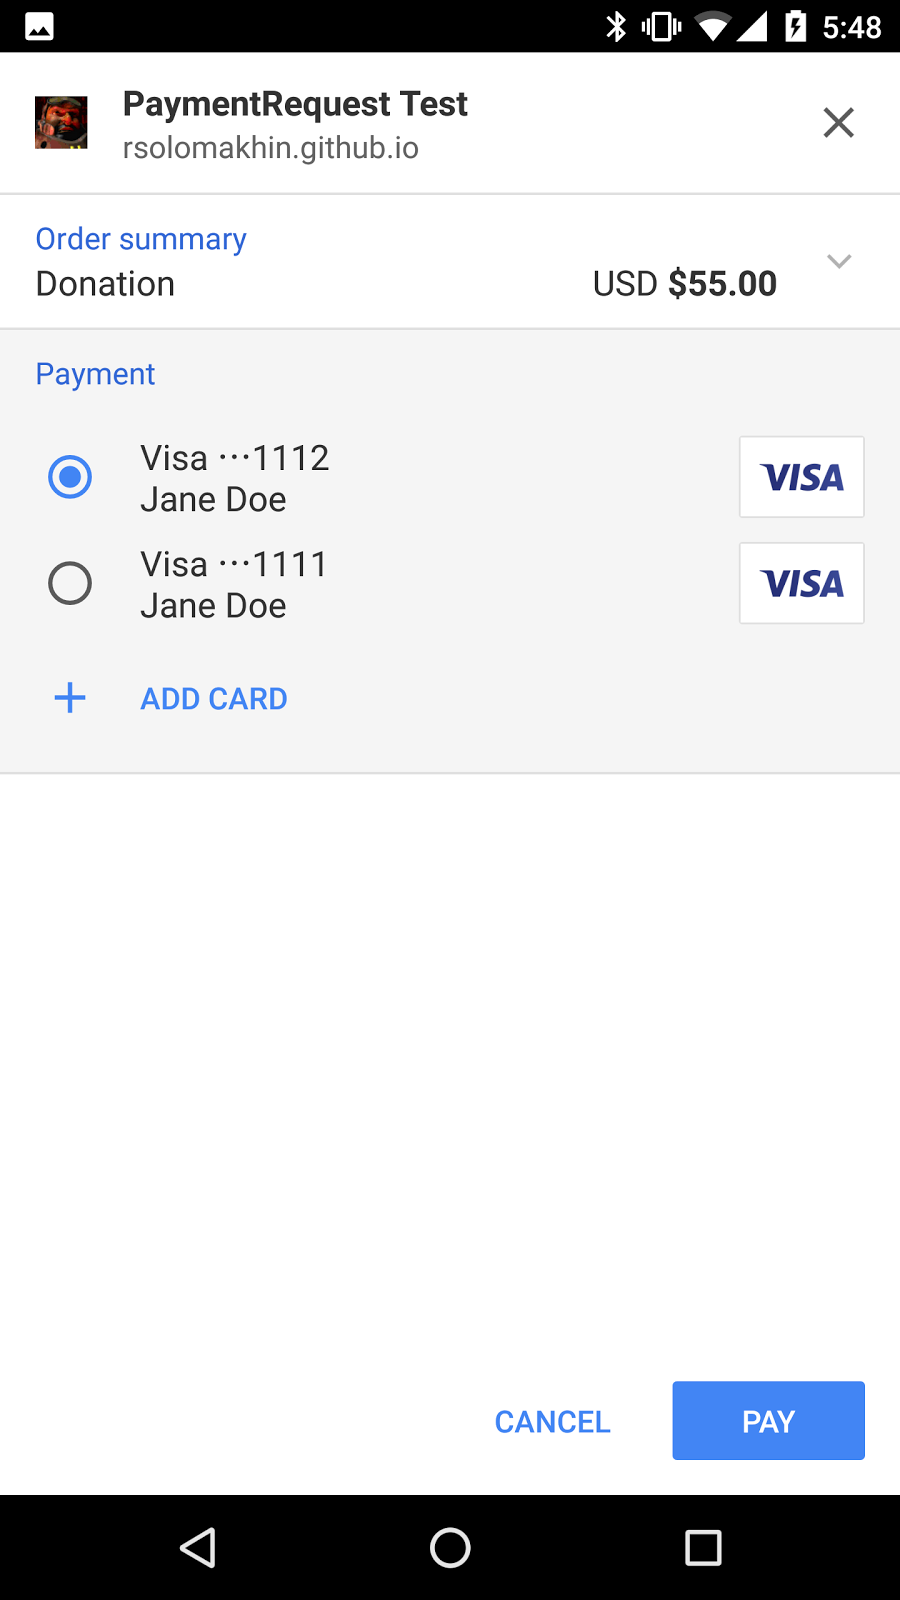 5:48
PaymentRequest Test
rsolomakhin.github.io
Order summary
Donation USD $55.00
Payment
Visa ···1112
Jane Doe
VISA
Visa ···1111
Jane Doe
VISA
ADD CARD
CANCEL PAY